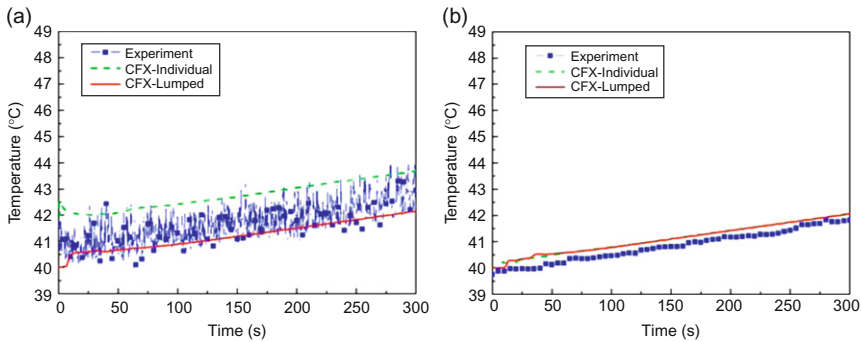 (a)
49
48
47
46
45
44
43
42
41
40
39
Temperature (°C)
Experiment
CFX-Individual
CFX-Lumped
0 50 100 150 200 250 300
Time (s)
(b)
49
48
47
46
45
44
43
42
41
40
39
Temperature (°C)
Experiment
CFX-Individual
CFX-Lumped
0 50 100 150 200 250 300
Time (s)